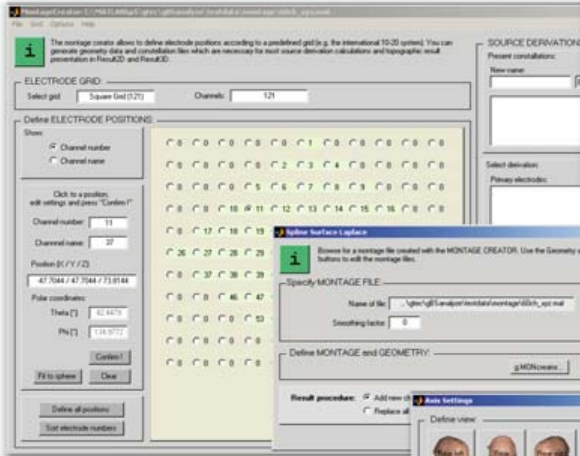 MontageCreator
File Grid Options Help
The montage creator allows to define electrode positions according to a predefined grid (e.g. the international 10-20 system). You can
generate geometry data and constellation files which are necessary for most source derivation calculations and topographic result
presentation in Result2D and Result3D.
SOURCE DERIVATION
Present constellations:
New name:
ELECTRODE GRID:
Select grid Square Grid (121) Channels: 121
Define ELECTRODE POSITIONS:
Show:
Channel number
Channel name
Click to a position,
edit settings and press "Confirm !"
Channel number: 11
Channel name: 37
Position (X / Y / Z):
-47.7044 / 47.7044 / 73.8144
Polar coordinates:
Theta [°]
Phi [°]
Confirm !
Fit to sphere Clear
Define all positions
Sort electrode numbers
0 0 0 0 0 1 0 0 0 0 0
0 0 0 0 2 3 4 0 0 0 0
0 0 0 5 6 7 8 9 0 0 0
0 0 10 11 12 13 14 15 16 0 0
0 17 18 19
26 27 28 29
0 37 38 39
0 0 46 47
0 0 0 53
0 0 0 0
0 0 0 0
Select derivation:
Primary electrodes:
Spline Surface Laplace
Browse for a montage file created with the MONTAGE CREATOR. Use the Geometry
buttons to edit the montage files.
Specify MONTAGE FILE
Name of file: ...\gtec\gBSanalyze\testdata\montage\60ch_xyz.mat
Smoothing factor: 0
Define MONTAGE and GEOMETRY:
g.MONcreator...
Result procedure: Add new
Replace all
Axis Settings
Define view: